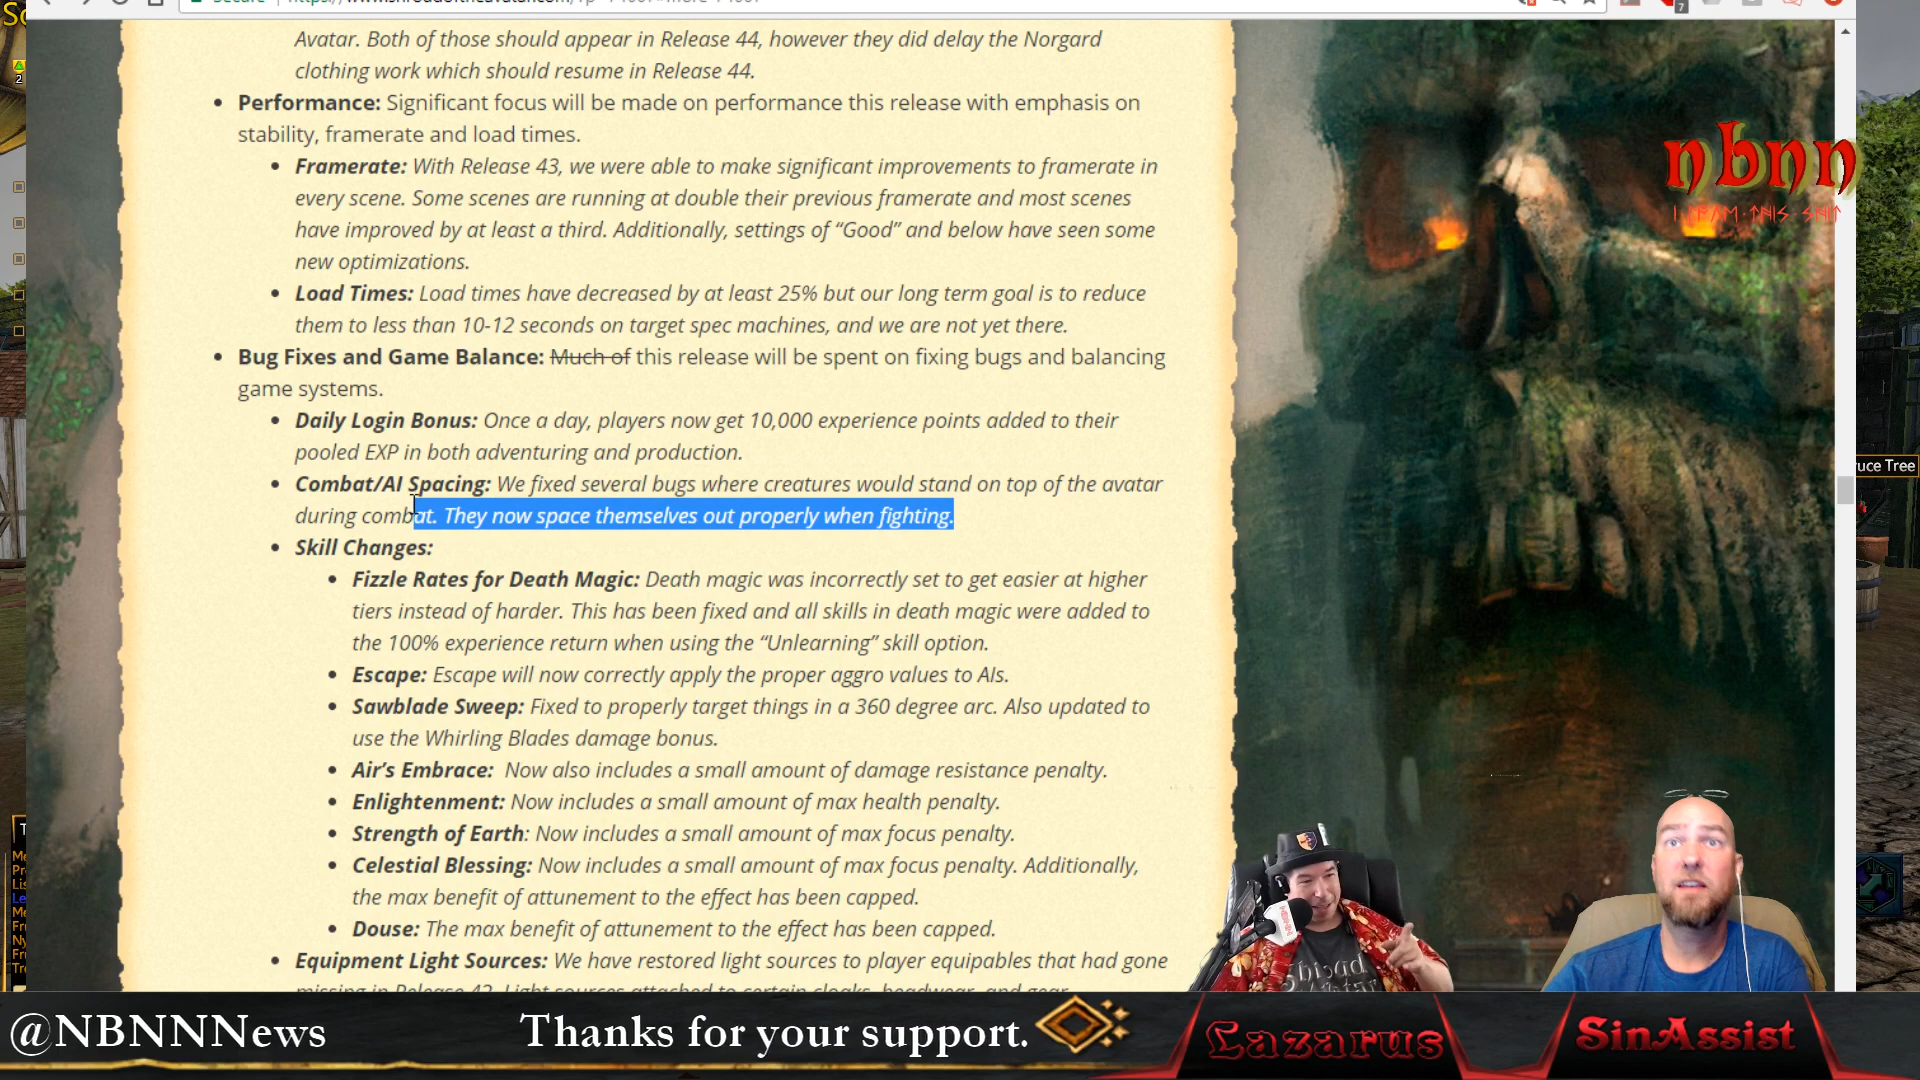 Secure
Avatar. Both of those should appear in Release 44, however they did delay the Norgard
clothing work which should resume in Release 44.
Performance: Significant focus will be made on performance this release with emphasis on
stability, framerate and load times.
Framerate: With Release 43, we were able to make significant improvements to framerate in
every scene. Some scenes are running at double their previous framerate and most scenes
have improved by at least a third. Additionally, settings of “Good” and below have seen some
new optimizations.
Load Times: Load times have decreased by at least 25% but our long term goal is to reduce
them to less than 10-12 seconds on target spec machines, and we are not yet there.
Bug Fixes and Game Balance: Much of this release will be spent on fixing bugs and balancing
game systems.
Daily Login Bonus: Once a day, players now get 10,000 experience points added to their
pooled EXP in both adventuring and production.
Combat/AI Spacing: We fixed several bugs where creatures would stand on top of the avatar
during combat. They now space themselves out properly when fighting.
Skill Changes:
Fizzle Rates for Death Magic: Death magic was incorrectly set to get easier at higher
tiers instead of harder. This has been fixed and all skills in death magic were added to
the 100% experience return when using the “Unlearning” skill option.
Escape: Escape will now correctly apply the proper aggro values to AIs.
Sawblade Sweep: Fixed to properly target things in a 360 degree arc. Also updated to
use the Whirling Blades damage bonus.
Air’s Embrace: Now also includes a small amount of damage resistance penalty.
Enlightenment: Now includes a small amount of max health penalty.
Strength of Earth: Now includes a small amount of max focus penalty.
Celestial Blessing: Now includes a small amount of max focus penalty. Additionally,
the max benefit of attunement to the effect has been capped.
Douse: The max benefit of attunement to the effect has been capped.
Equipment Light Sources: We have restored light sources to player equipables that had gone
missing in Release 42. Light sources attached to certain cloaks, headwear, and gear
nbnn
uce Tree
7
2
@NBNNNews
Thanks for your support.
Lazarus
SinAssist